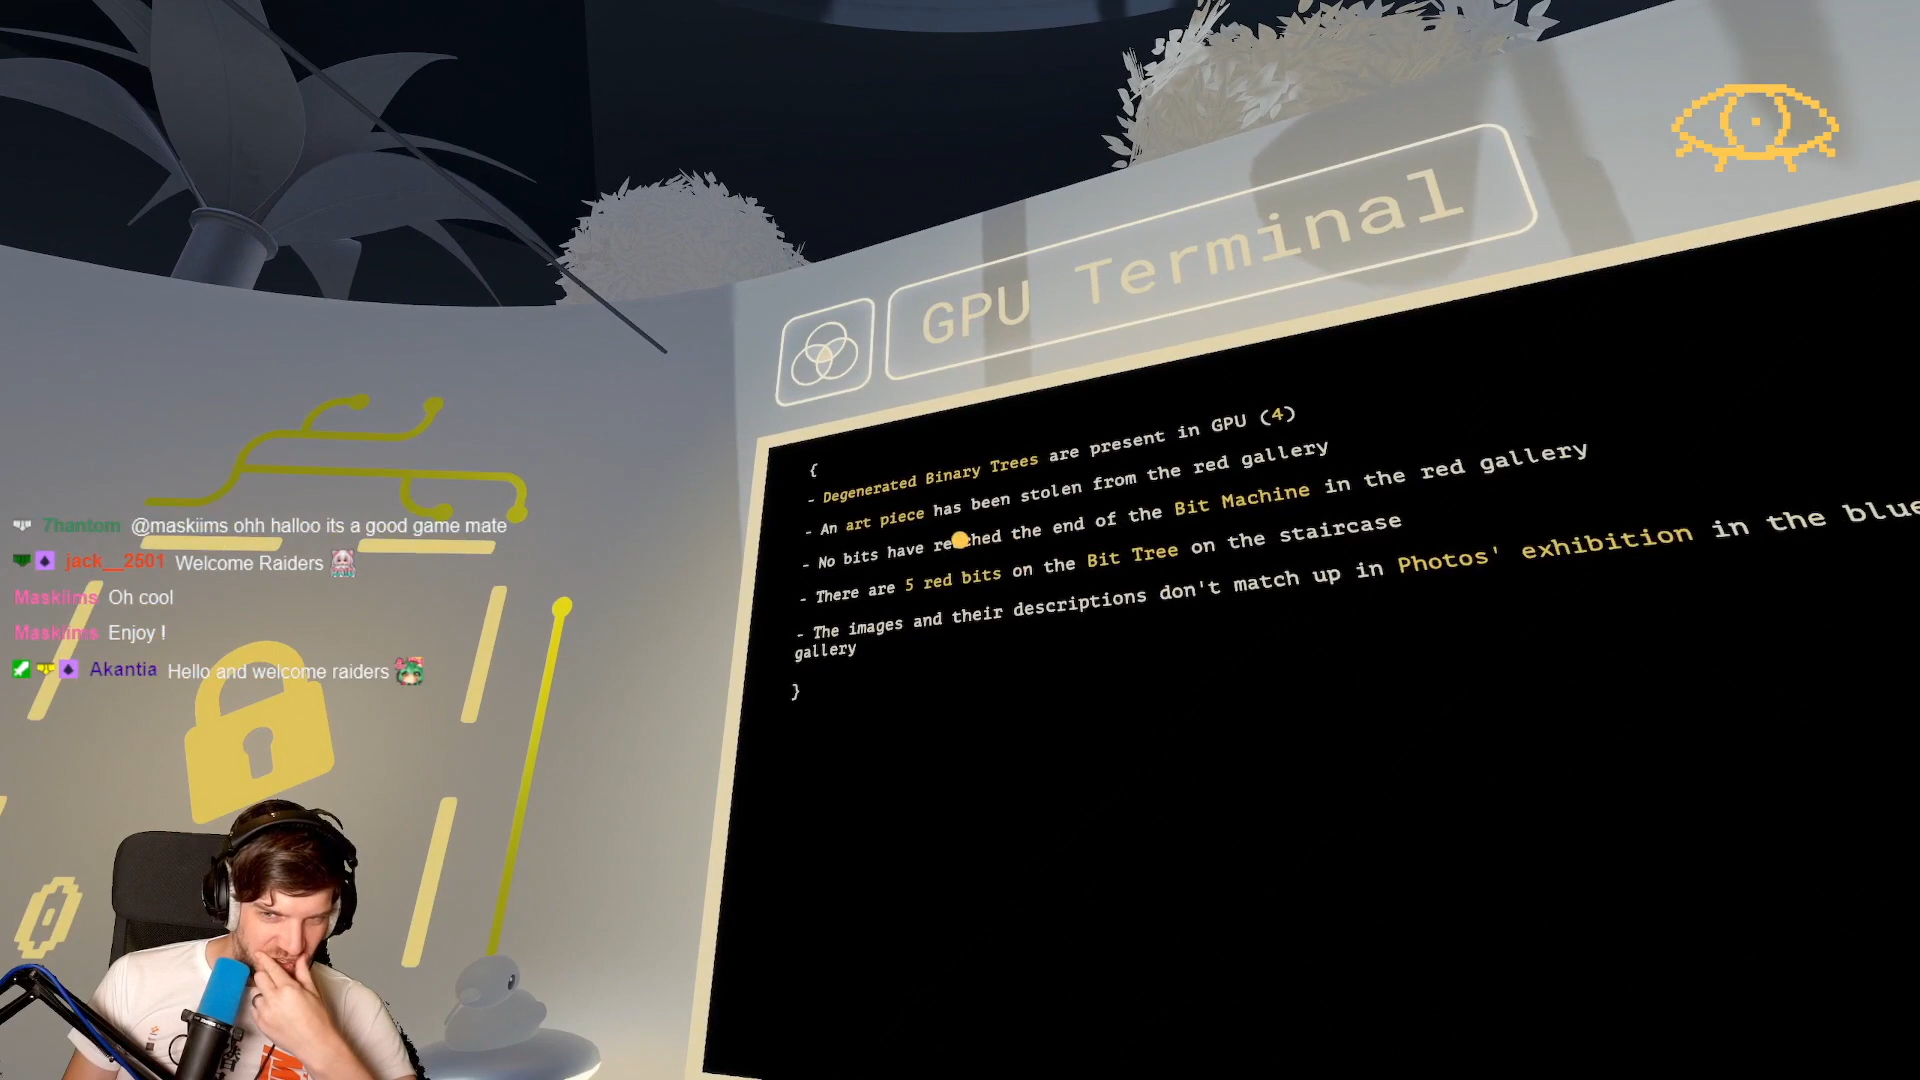 GPU Terminal
{
- Degenerated Binary Trees are present in GPU (4)
- An art piece has been stolen from the red gallery
- No bits have reached the end of the Bit Machine in the red gallery
- There are 5 red bits on the Bit Tree on the staircase
- The images and their descriptions don't match up in Photos' exhibition in the blue
gallery
}
7hantom @maskiims ohh halloo its a good game mate
jack__2501 Welcome Raiders
Maskiims Oh cool
Maskiims Enjoy !
Akantia Hello and welcome raiders